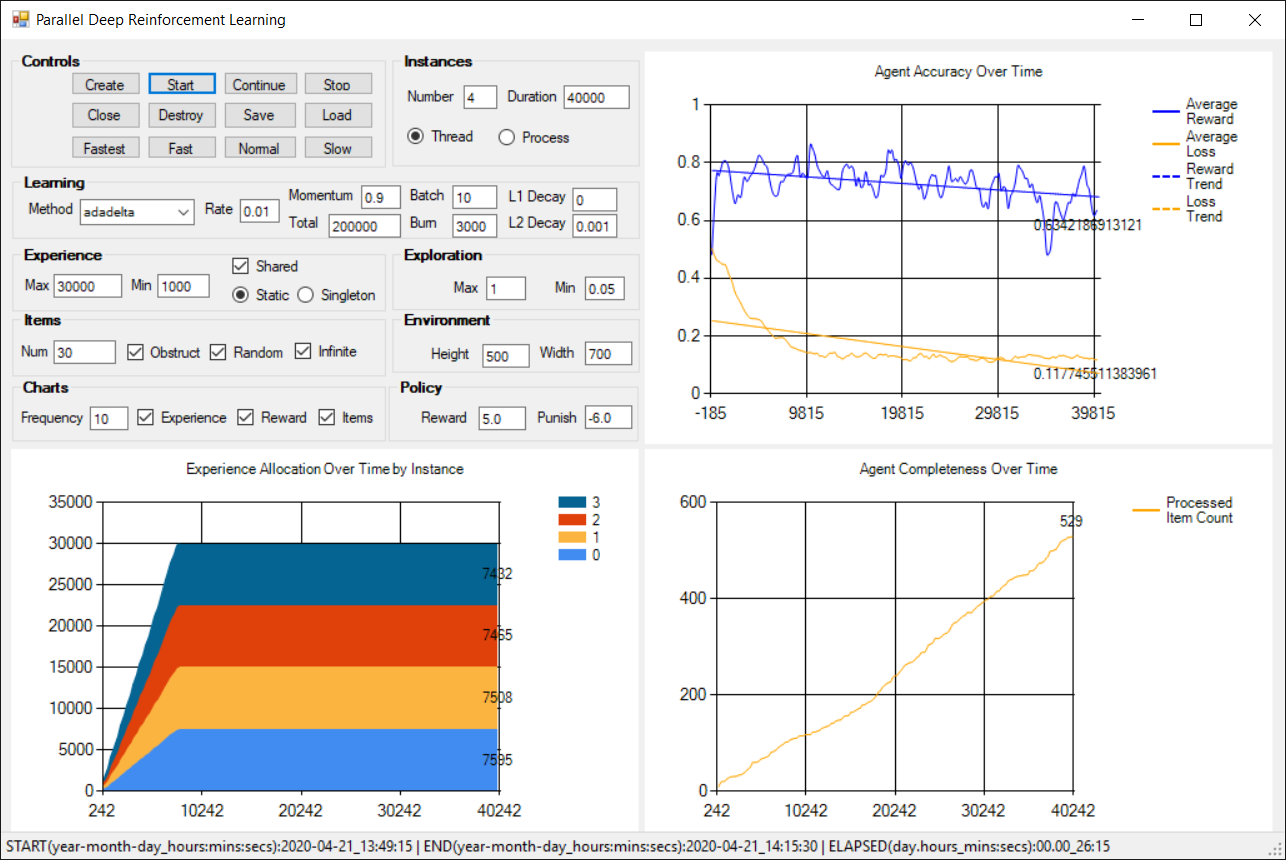 Parallel Deep Reinforcement Learning
Controls
Create Start Continue Stop
Close Destroy Save Load
Fastest Fast Normal Slow
Instances
Number 4 Duration 40000
Thread Process
Learning
Method adadelta Rate 0.01
Momentum 0.9 Batch 10 L1 Decay 0
Total 200000 Burn 3000 L2 Decay 0.001
Experience
Max 30000 Min 1000
Shared
Static Singleton
Exploration
Max 1 Min 0.05
Items
Num 30 Obstruct Random Infinite
Environment
Height 500 Width 700
Charts
Frequency 10 Experience Reward Items
Policy
Reward 5.0 Punish -6.0
Agent Accuracy Over Time
1
0.8
0.6
0.4
0.2
0
-185 9815 19815 29815 39815
0.6342186913121
0.117745511383961
Average
Reward
Average
Loss
Reward
Trend
Loss
Trend
Experience Allocation Over Time by Instance
35000
30000
25000
20000
15000
10000
5000
0
242 10242 20242 30242 40242
7432
7465
7508
7595
3
2
1
0
Agent Completeness Over Time
600
400
200
0
242 10242 20242 30242 40242
529
Processed
Item Count
START(year-month-day_hours:mins:secs):2020-04-21_13:49:15 | END(year-month-day_hours:mins:secs):2020-04-21_14:15:30 | ELAPSED(day.hours_mins:secs):00.00_26:15